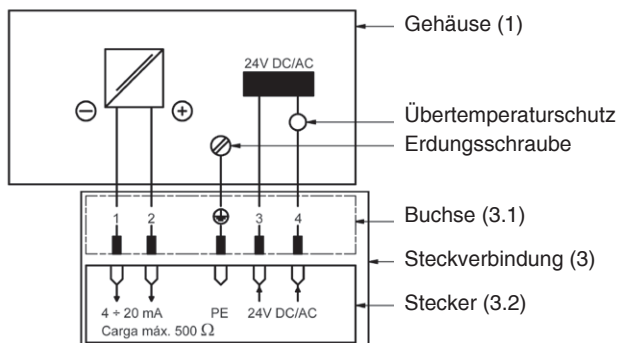 Gehäuse (1)
24V DC/AC
Übertemperaturschutz
Erdungsschraube
1 2 3 4
Buchse (3.1)
Steckverbindung (3)
Stecker (3.2)
4 ÷ 20 mA PE 24V DC/AC
Carga máx. 500 Ω